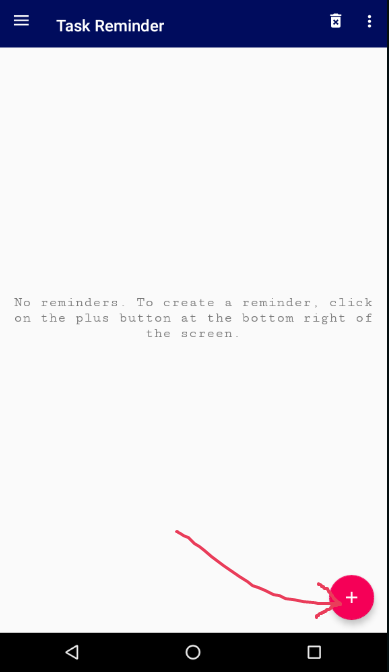 Task Reminder
No reminders. To create a reminder, click
on the plus button at the bottom right of
the screen.
+